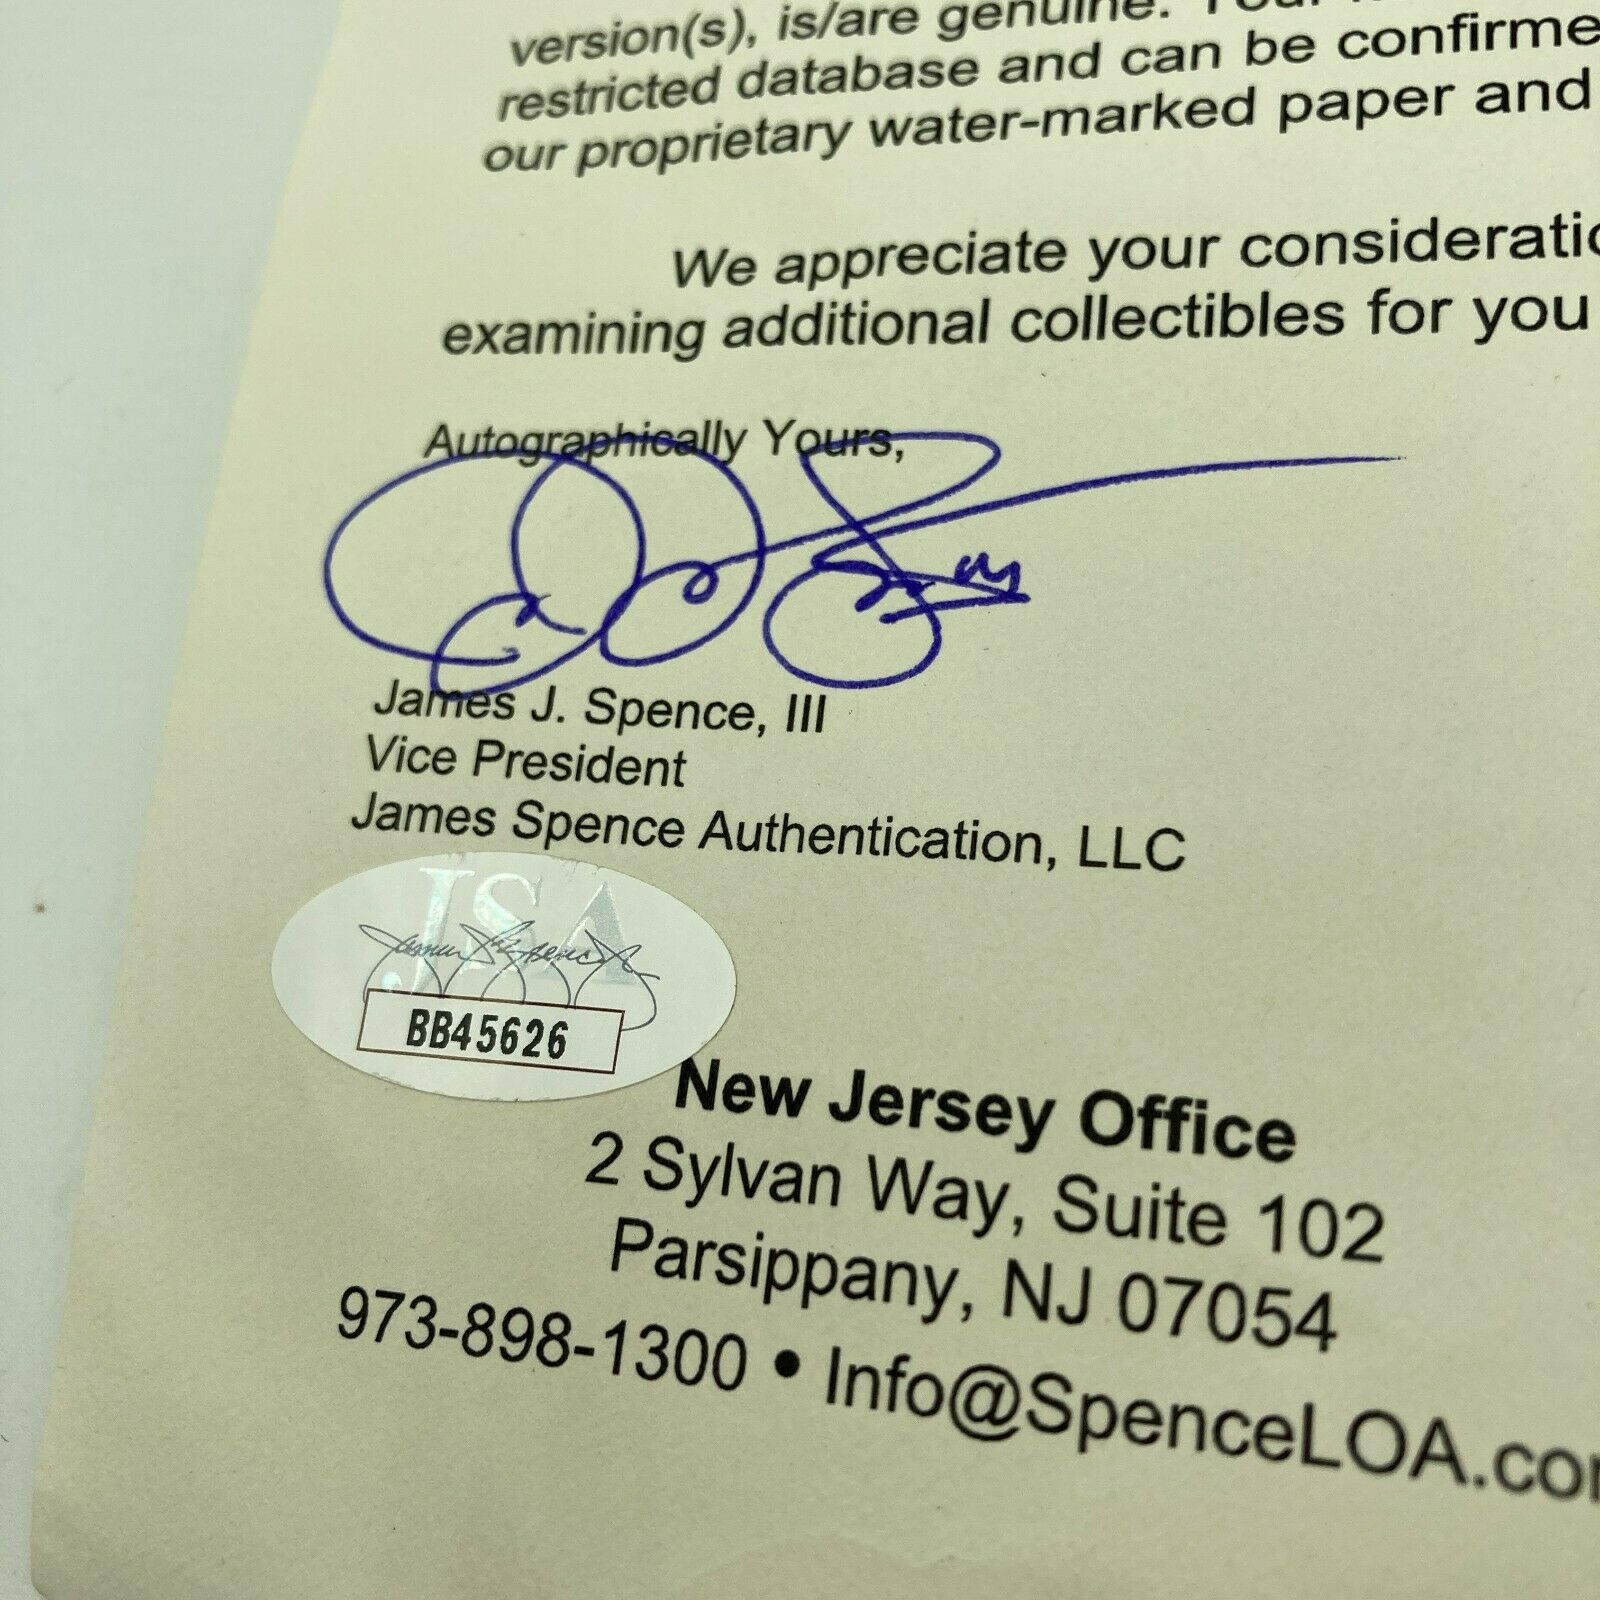 version(s), is/are genuine. Your
restricted database and can be confirme
our proprietary water-marked paper and
We appreciate your consideratio
examining additional collectibles for you
Autographically Yours,
James J. Spence, III
Vice President
James Spence Authentication, LLC
JSA
BB45626
New Jersey Office
2 Sylvan Way, Suite 102
Parsippany, NJ 07054
973-898-1300 • Info@SpenceLOA.com